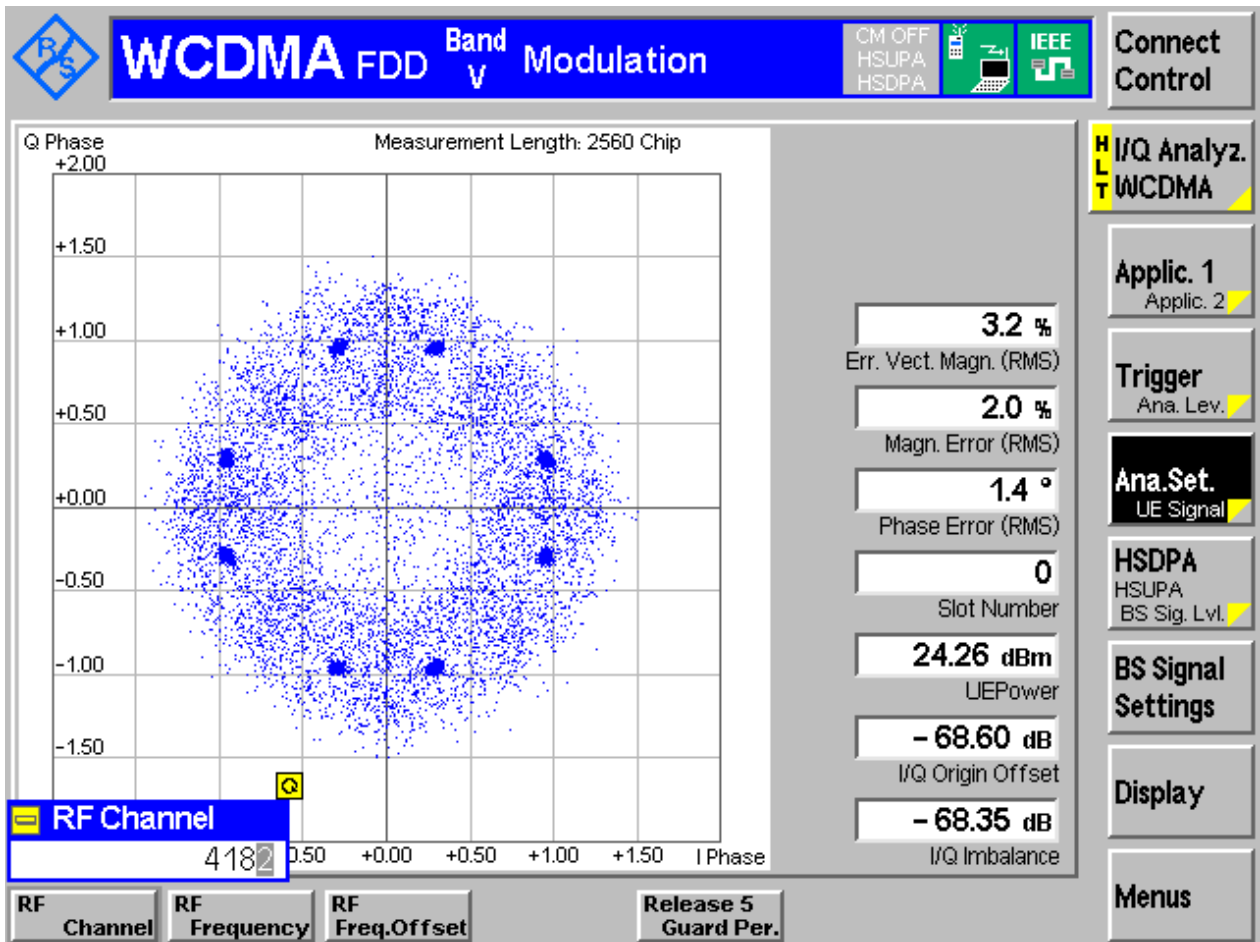 R S
WCDMA FDD Band V Modulation
CM OFF
HSUPA
HSDPA
IEEE
Connect
Control
Q Phase
Measurement Length: 2560 Chip
+2.00
+1.50
+1.00
+0.50
+0.00
-0.50
-1.00
-1.50
Q
RF Channel
4182
0.50 +0.00 +0.50 +1.00 +1.50 I Phase
3.2 %
Err. Vect. Magn. (RMS)
2.0 %
Magn. Error (RMS)
1.4 °
Phase Error (RMS)
0
Slot Number
24.26 dBm
UEPower
- 68.60 dB
I/Q Origin Offset
- 68.35 dB
I/Q Imbalance
HLT
I/Q Analyz.
WCDMA
Applic. 1
Applic. 2
Trigger
Ana. Lev.
Ana.Set.
UE Signal
HSDPA
HSUPA
BS Sig. Lvl.
BS Signal
Settings
Display
Menus
RF
Channel
RF
Frequency
RF
Freq.Offset
Release 5
Guard Per.